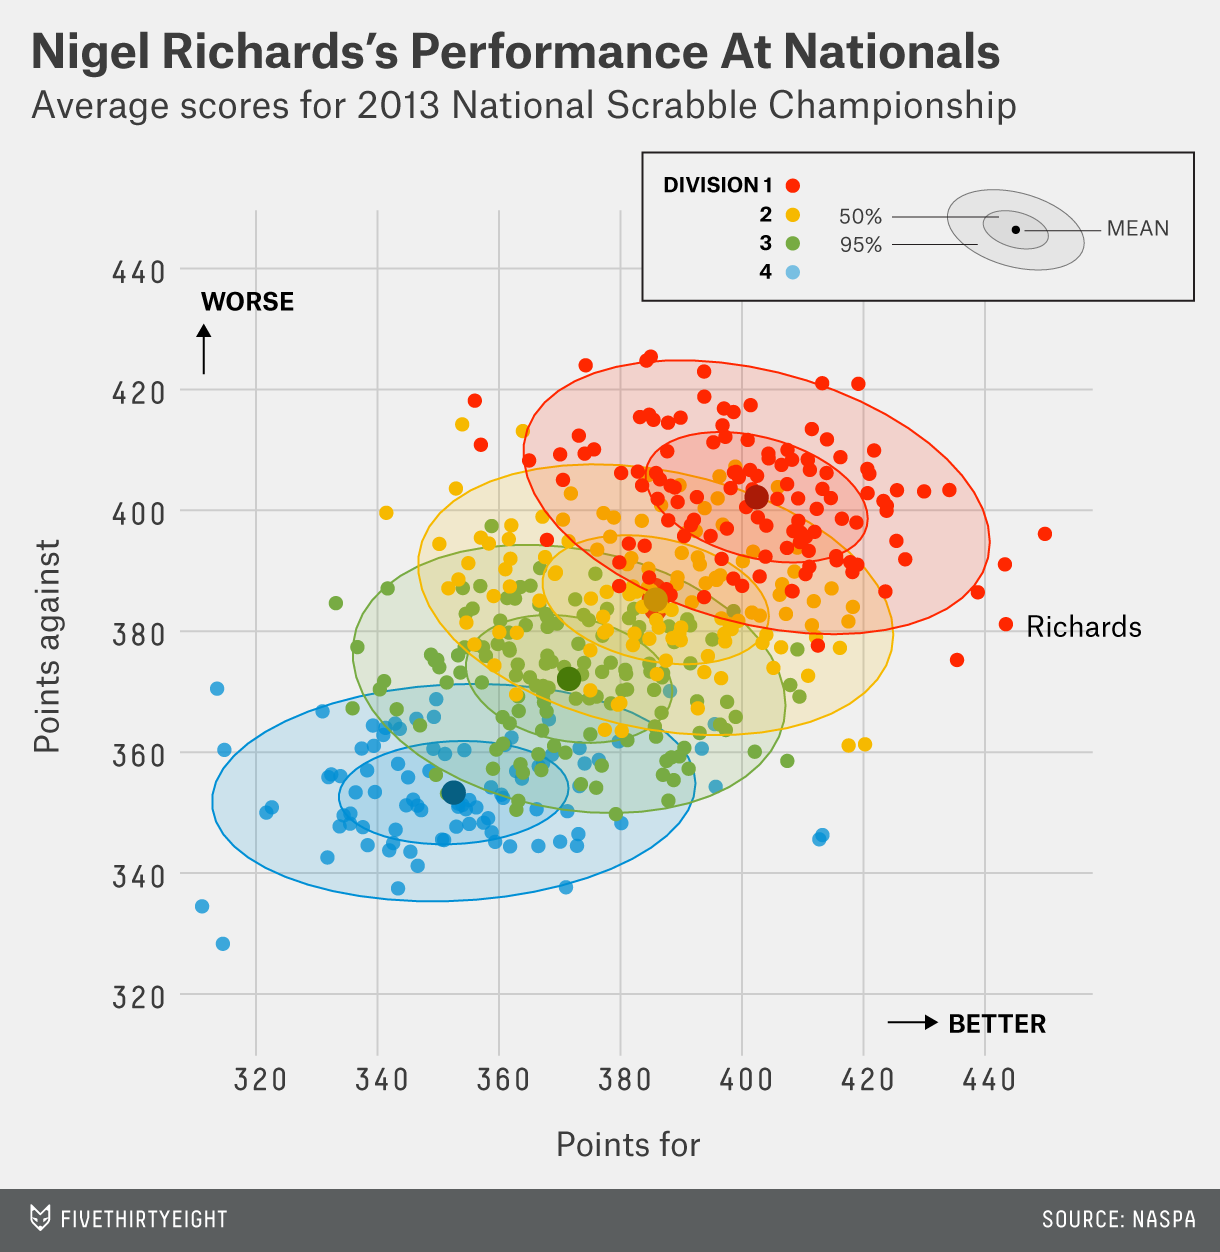 Nigel Richards’s Performance At Nationals
Average scores for 2013 National Scrabble Championship
DIVISION 1
2
3
4
50%
95%
MEAN
440
WORSE
420
400
380
360
340
320
Points against
Richards
BETTER
320 340 360 380 400 420 440
Points for
FIVETHIRTYEIGHT
SOURCE: NASPA